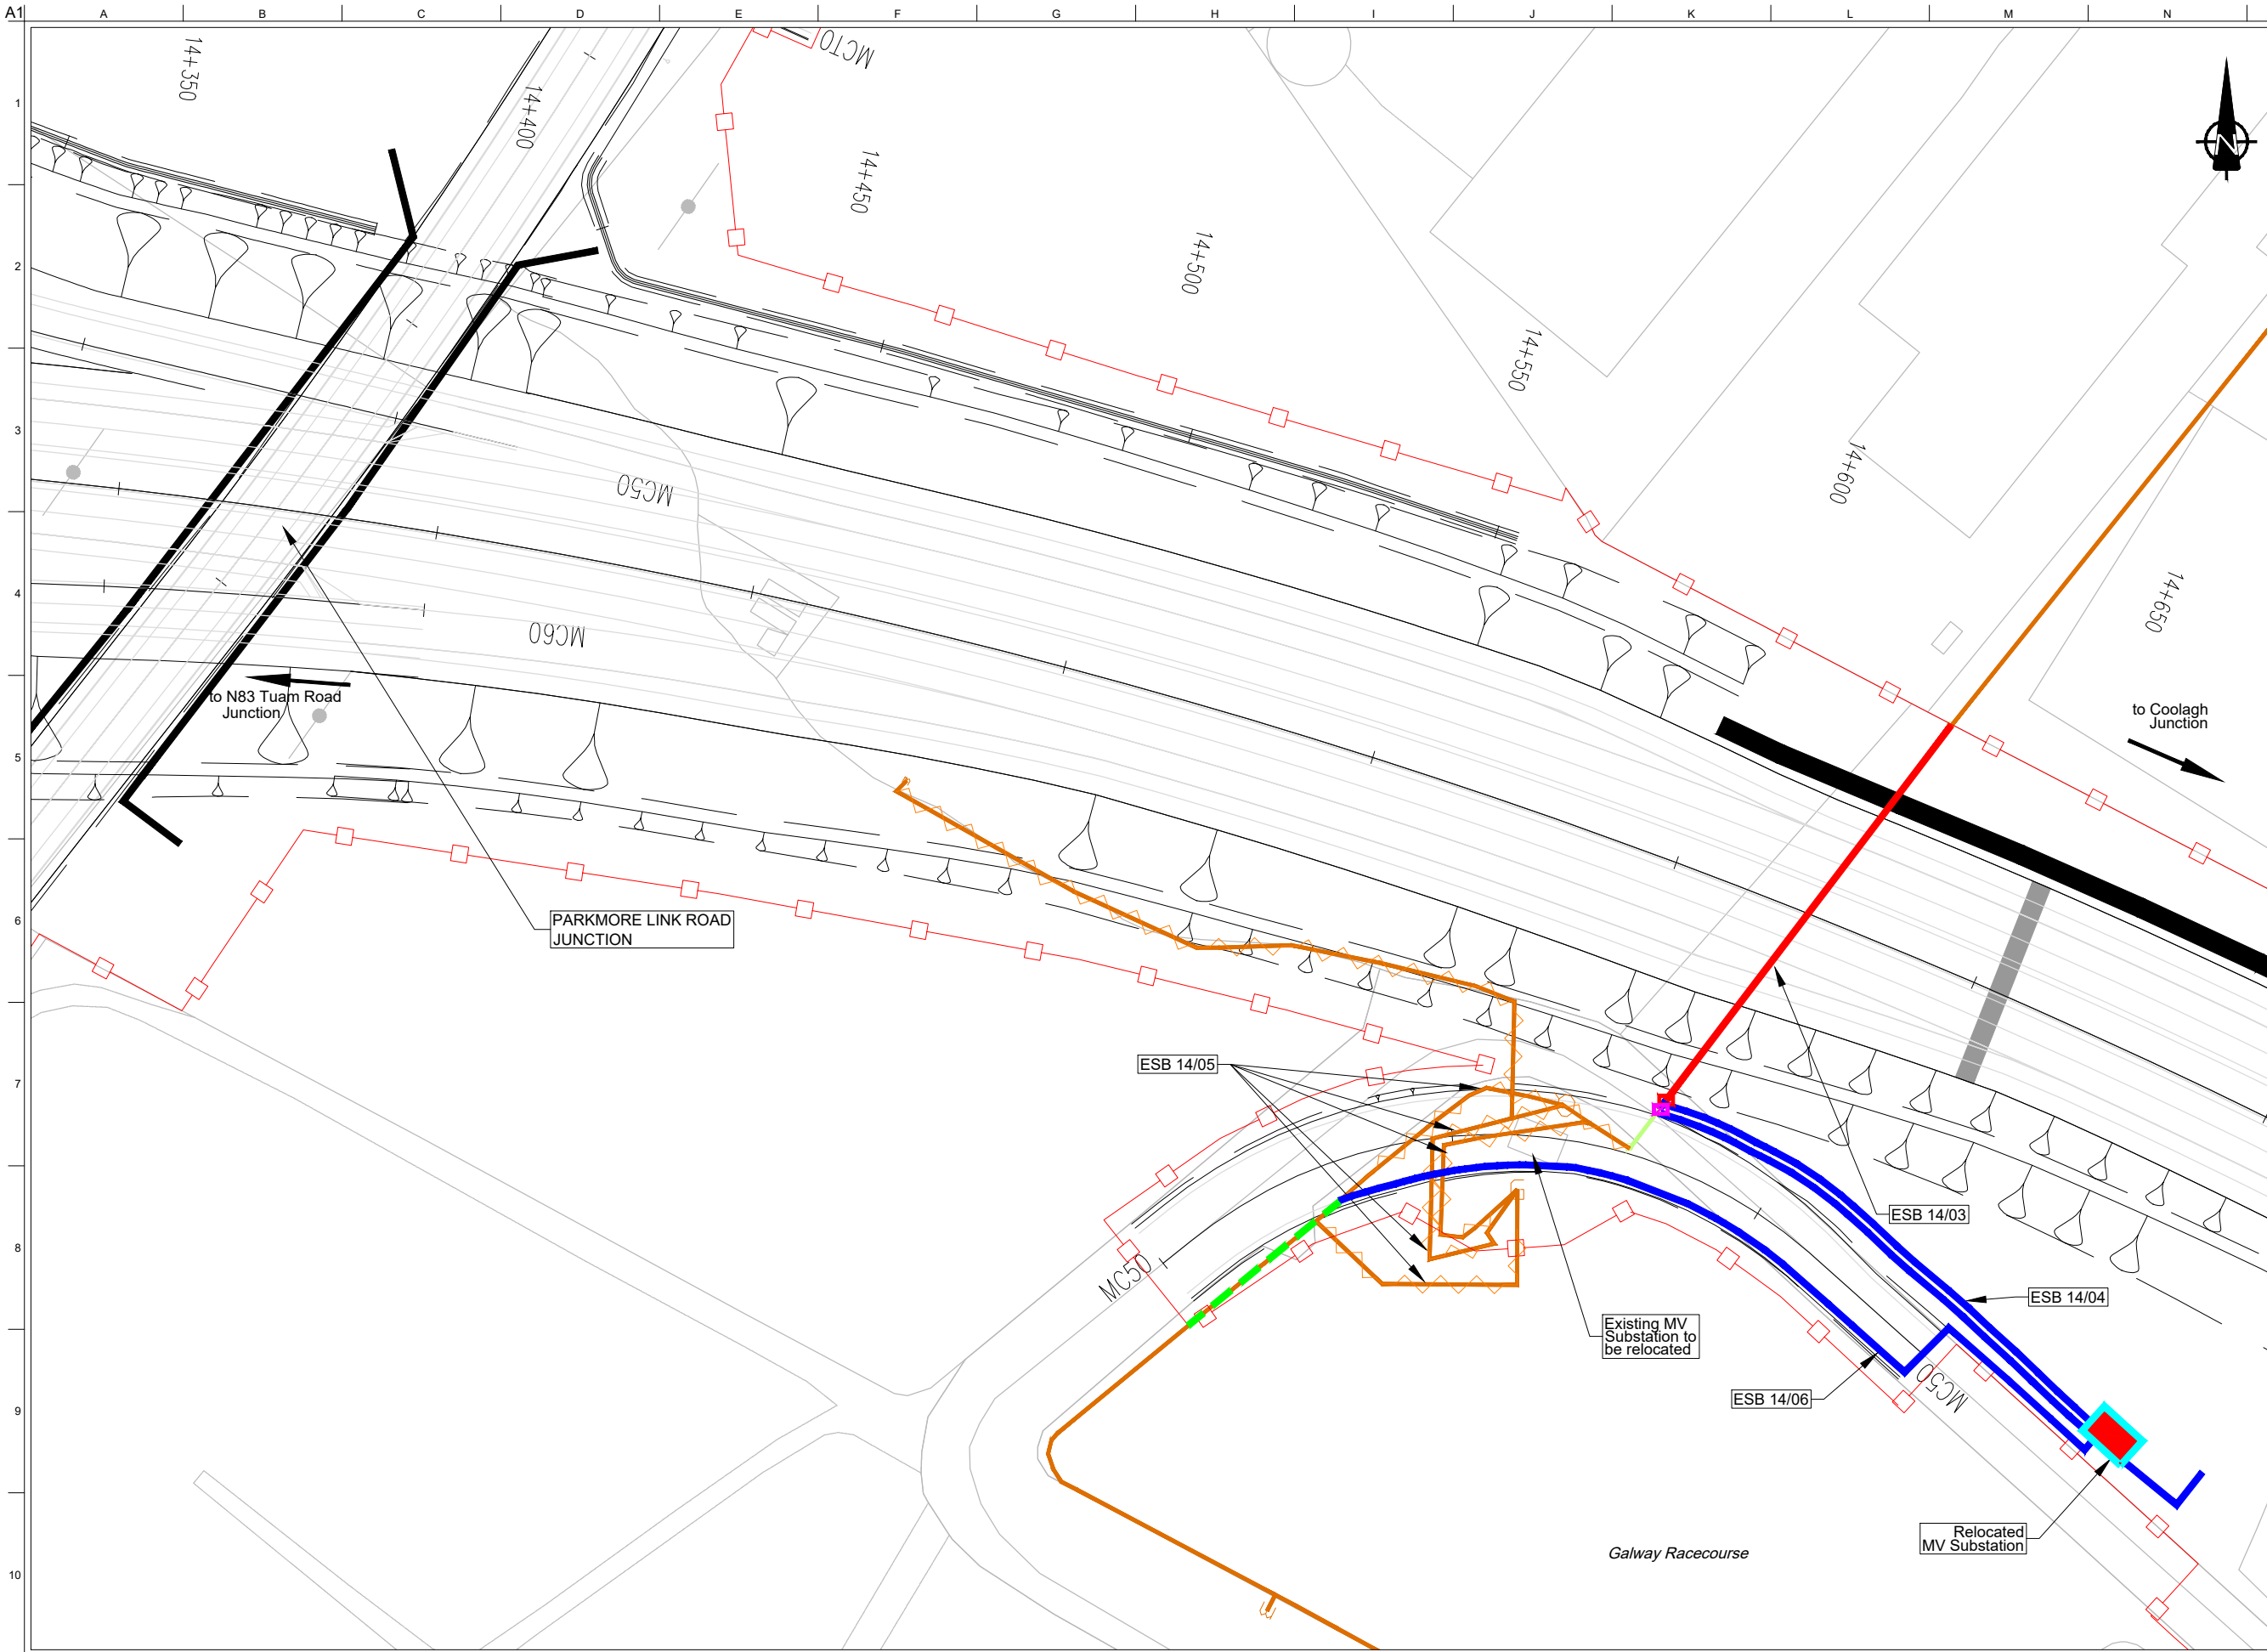 A1
A B C D E F G H I J K L M N
1
2
3
4
5
6
7
8
9
10
14+350
14+400
MCT0
14+450
14+500
14+550
14+600
14+650
N
MC50
MC60
to N83 Tuam Road
Junction
to Coolagh
Junction
PARKMORE LINK ROAD
JUNCTION
ESB 14/05
ESB 14/03
MC50
ESB 14/04
Existing MV
Substation to
be relocated
MC50
ESB 14/06
Relocated
MV Substation
Galway Racecourse